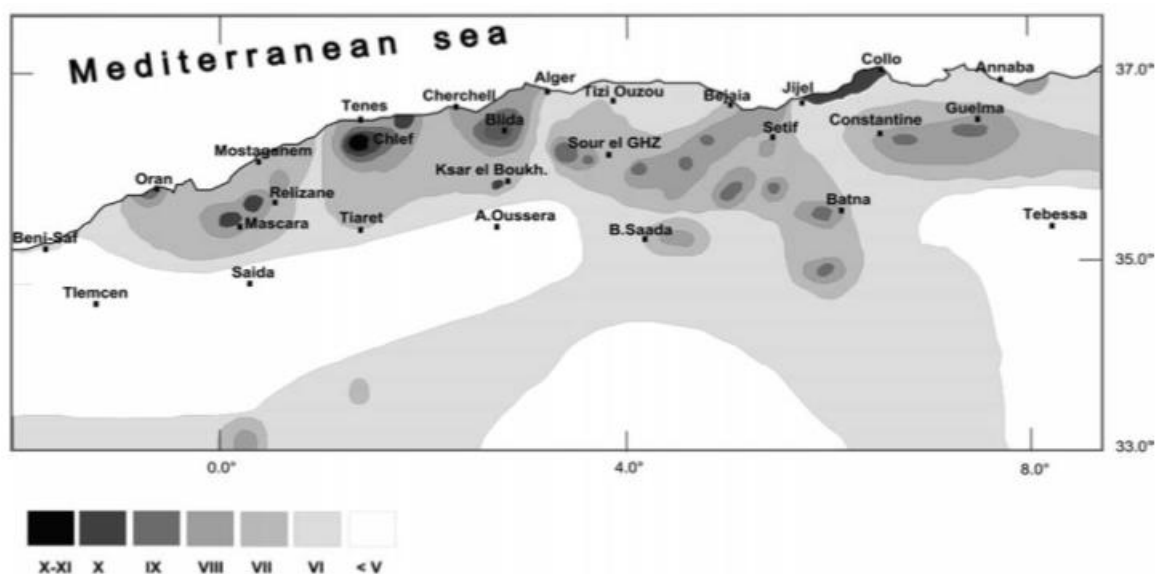 Mediterranean sea
Collo
37.0°
Annaba
Alger
Jijel
Tizi Ouzou
Bejaia
Cherchell
Tenes
Guelma
Constantine
Blida
Setif
Chlef
Sour el GHZ
Mostaganem
Ksar el Boukh.
Oran
Relizane
Batna
Mascara
Tiaret
A.Oussera
Tebessa
B.Saada
Beni-Saf
35.0°
Saida
Tlemcen
33.0°
0.0° 4.0° 8.0°
X-XI X IX VIII VII VI < V